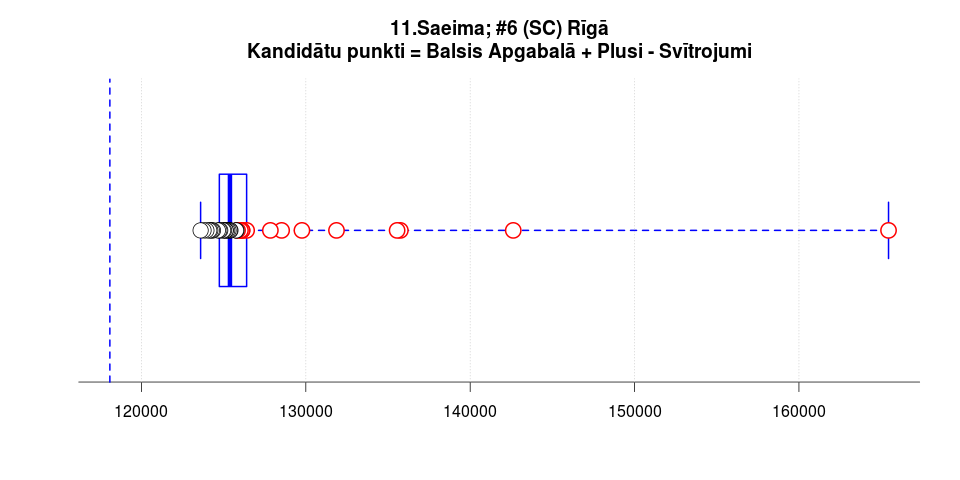 11.Saeima; #6 (SC) Rīgā
Kandidātu punkti = Balsis Apgabalā + Plusi - Svītrojumi
120000 130000 140000 150000 160000